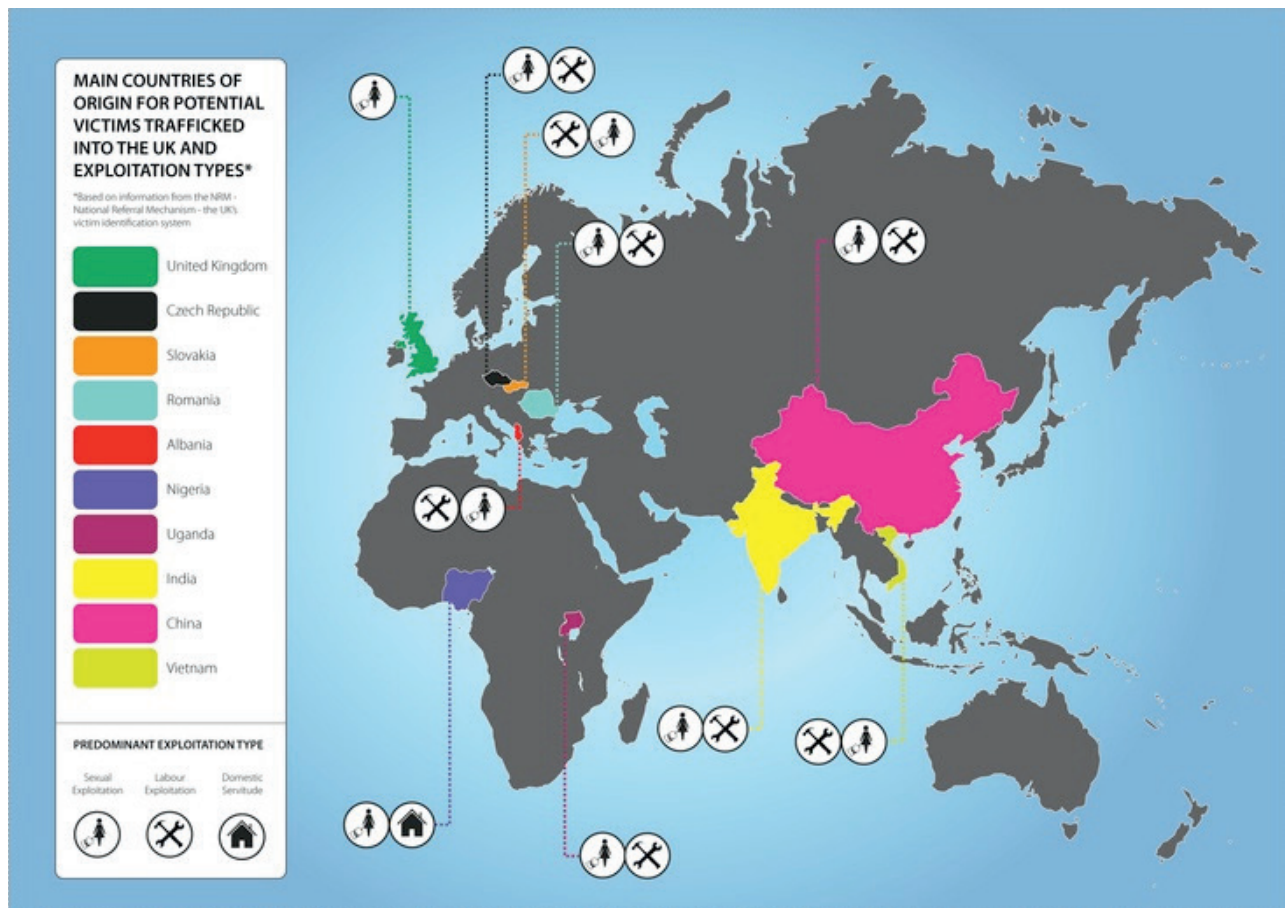 MAIN COUNTRIES OF
ORIGIN FOR POTENTIAL
VICTIMS TRAFFICKED
INTO THE UK AND
EXPLOITATION TYPES*
*Based on information from the NRM -
National Referral Mechanism - the UK's
victim identification system
United Kingdom
Czech Republic
Slovakia
Romania
Albania
Nigeria
Uganda
India
China
Vietnam
PREDOMINANT EXPLOITATION TYPE
Sexual
Exploitation
Labour
Exploitation
Domestic
Servitude